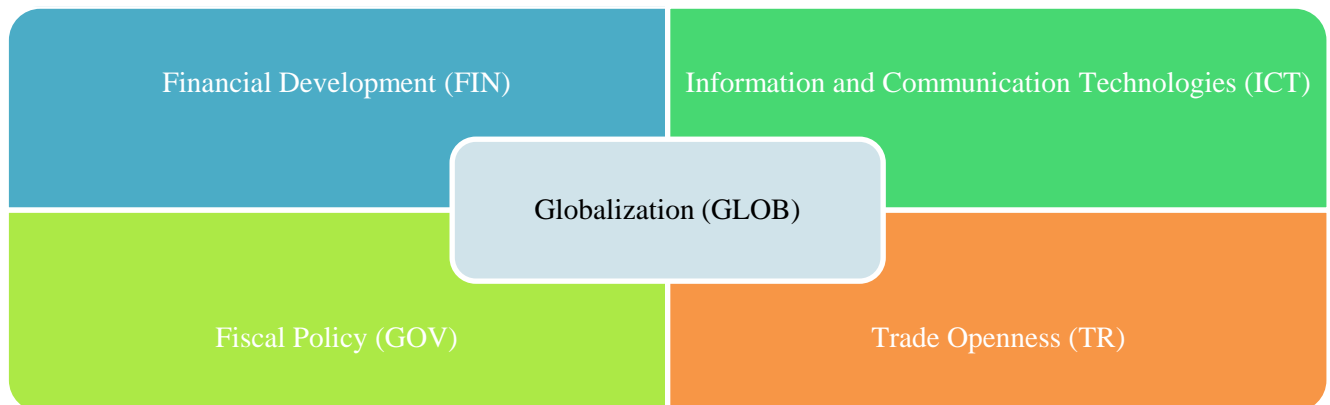 Financial Development (FIN)
Information and Communication Technologies (ICT)
Globalization (GLOB)
Fiscal Policy (GOV)
Trade Openness (TR)